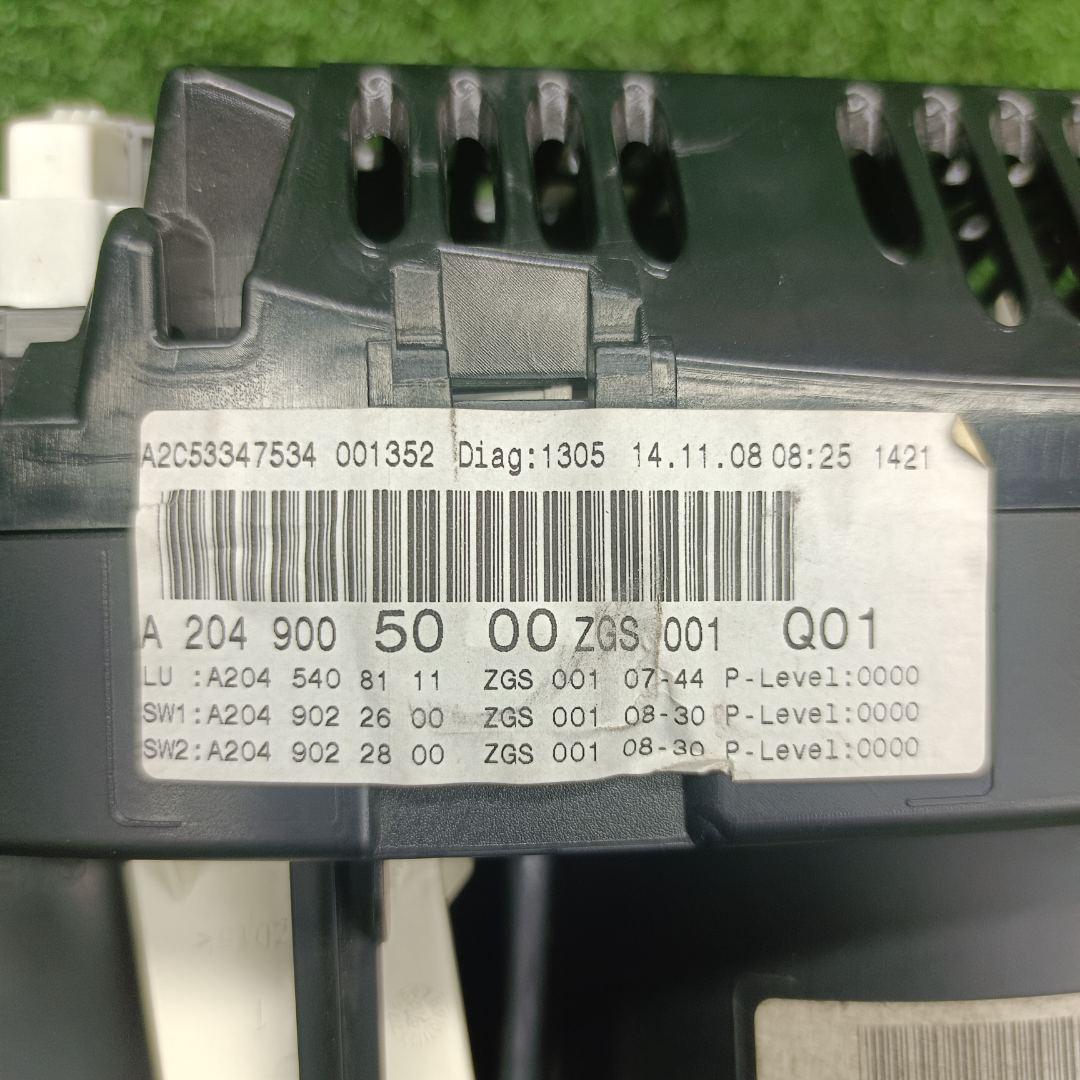 A2C53347534 001352 Diag:1305 14.11.08 08:25 1421
A 204 900 50 00 ZGS 001 Q01
LU :A204 540 81 11 ZGS 001 07-44 P-Level:0000
SW1:A204 902 26 00 ZGS 001 08-30 P-Level:0000
SW2:A204 902 28 00 ZGS 001 08-30 P-Level:0000